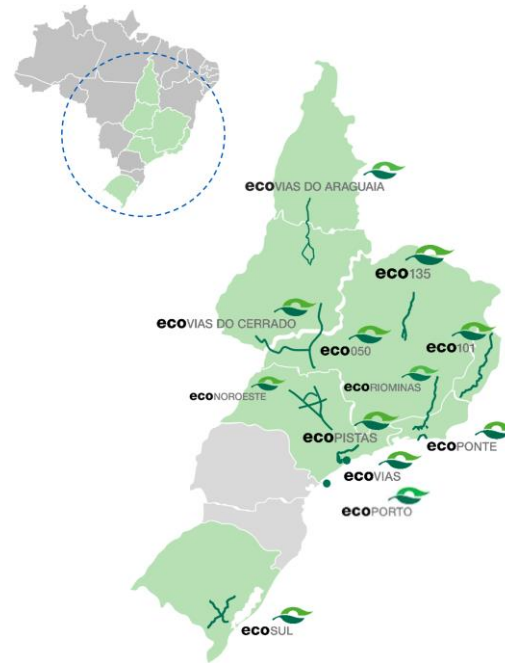 ecoVIAS DO ARAGUAIA
eco135
ecoVIAS DO CERRADO
eco050
eco101
ecoRIOMINAS
ecoNOROESTE
ecoPISTAS
ecoPONTE
ecoVIAS
ecoPORTO
ecoSUL